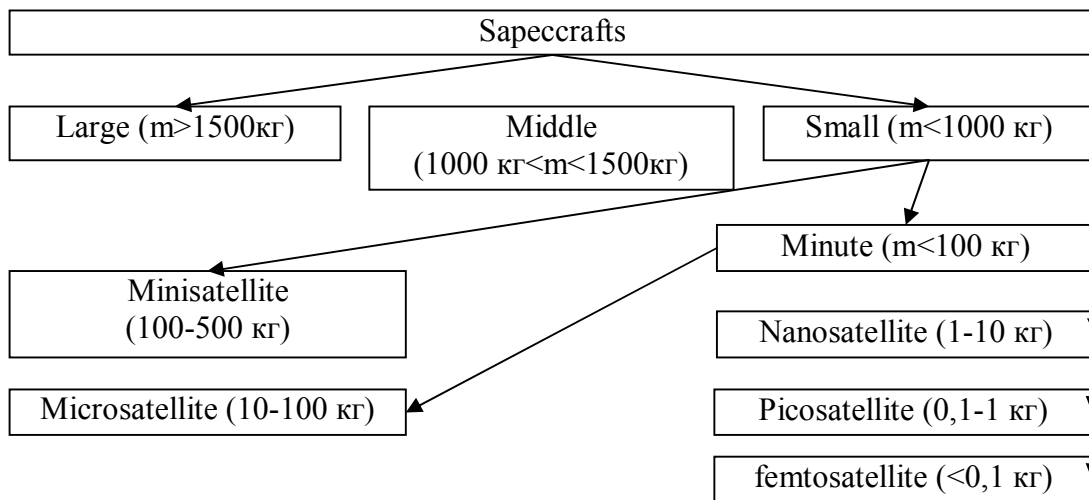 Sapeccrafts
Large (m>1500кг)
Middle
(1000 кг<m<1500кг)
Small (m<1000 кг)
Minute (m<100 кг)
Minisatellite
(100-500 кг)
Nanosatellite (1-10 кг)
Microsatellite (10-100 кг)
Picosatellite (0,1-1 кг)
femtosatellite (<0,1 кг)